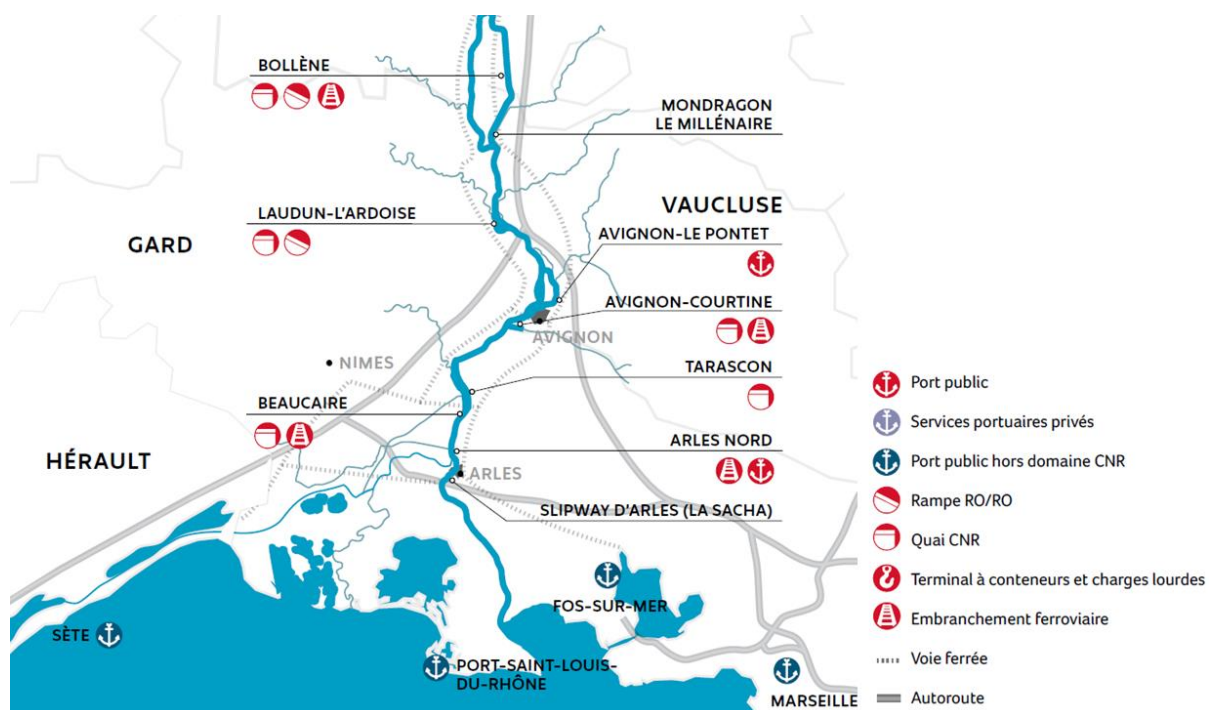 BOLLÈNE
MONDRAGON
LE MILLÉNAIRE
LAUDUN-L'ARDOISE
VAUCLUSE
GARD
AVIGNON-LE PONTET
AVIGNON-COURTINE
AVIGNON
NIMES
TARASCON
BEAUCAIRE
ARLES NORD
HÉRAULT
ARLES
SLIPWAY D'ARLES (LA SACHA)
FOS-SUR-MER
SÈTE
PORT-SAINT-LOUIS-
DU-RHÔNE
MARSEILLE
Port public
Services portuaires privés
Port public hors domaine CNR
Rampe RO/RO
Quai CNR
Terminal à conteneurs et charges lourdes
Embranchement ferroviaire
Voie ferrée
Autoroute